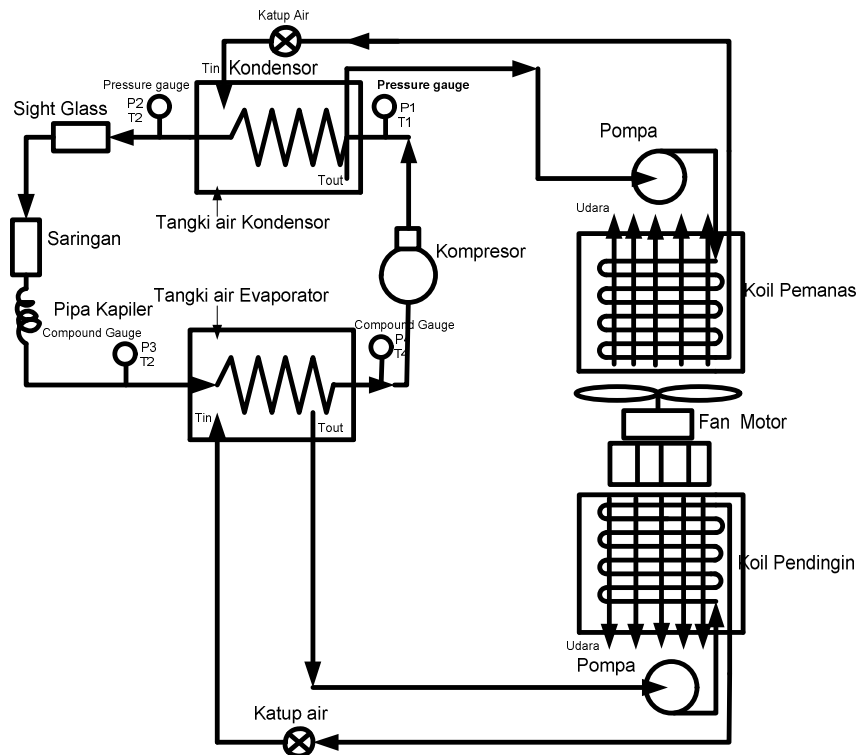 Katup Air
Tin
Kondensor
Pressure gauge
P2
T2
Pressure gauge
P1
T1
Sight Glass
Pompa
Tout
Udara
Tangki air Kondensor
Saringan
Kompresor
Tangki air Evaporator
Koil Pemanas
Pipa Kapiler
Compound Gauge
P3
T2
Compound Gauge
P4
T4
Tin
Tout
Fan Motor
Koil Pendingin
Udara
Pompa
Katup air